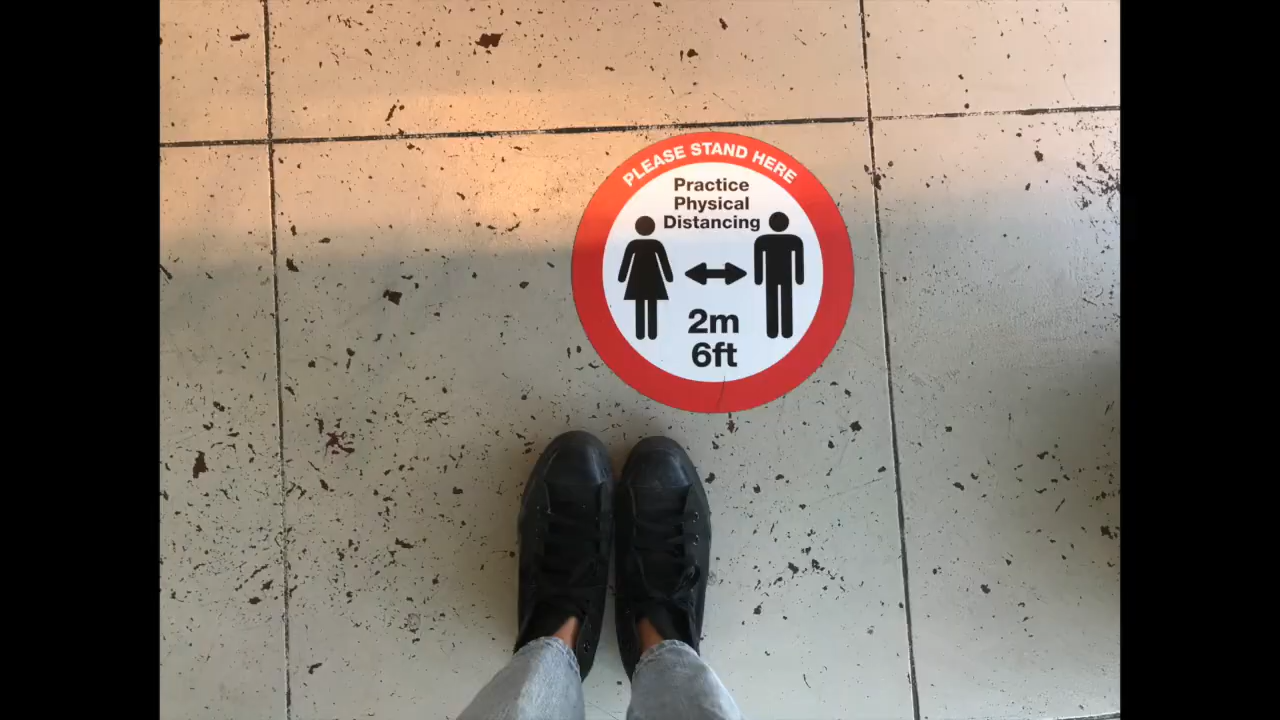 PLEASE STAND HERE
Practice
Physical
Distancing
2m
6ft